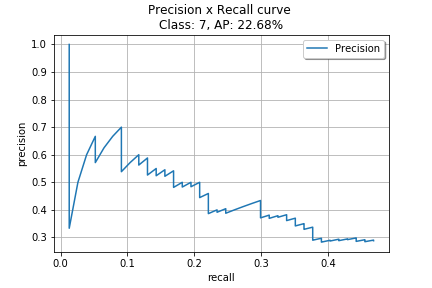 Precision x Recall curve
Class: 7, AP: 22.68%
Precision
1.0
0.9
0.8
0.7
0.6
0.5
0.4
0.3
precision
0.0
0.1
0.2
0.3
0.4
recall